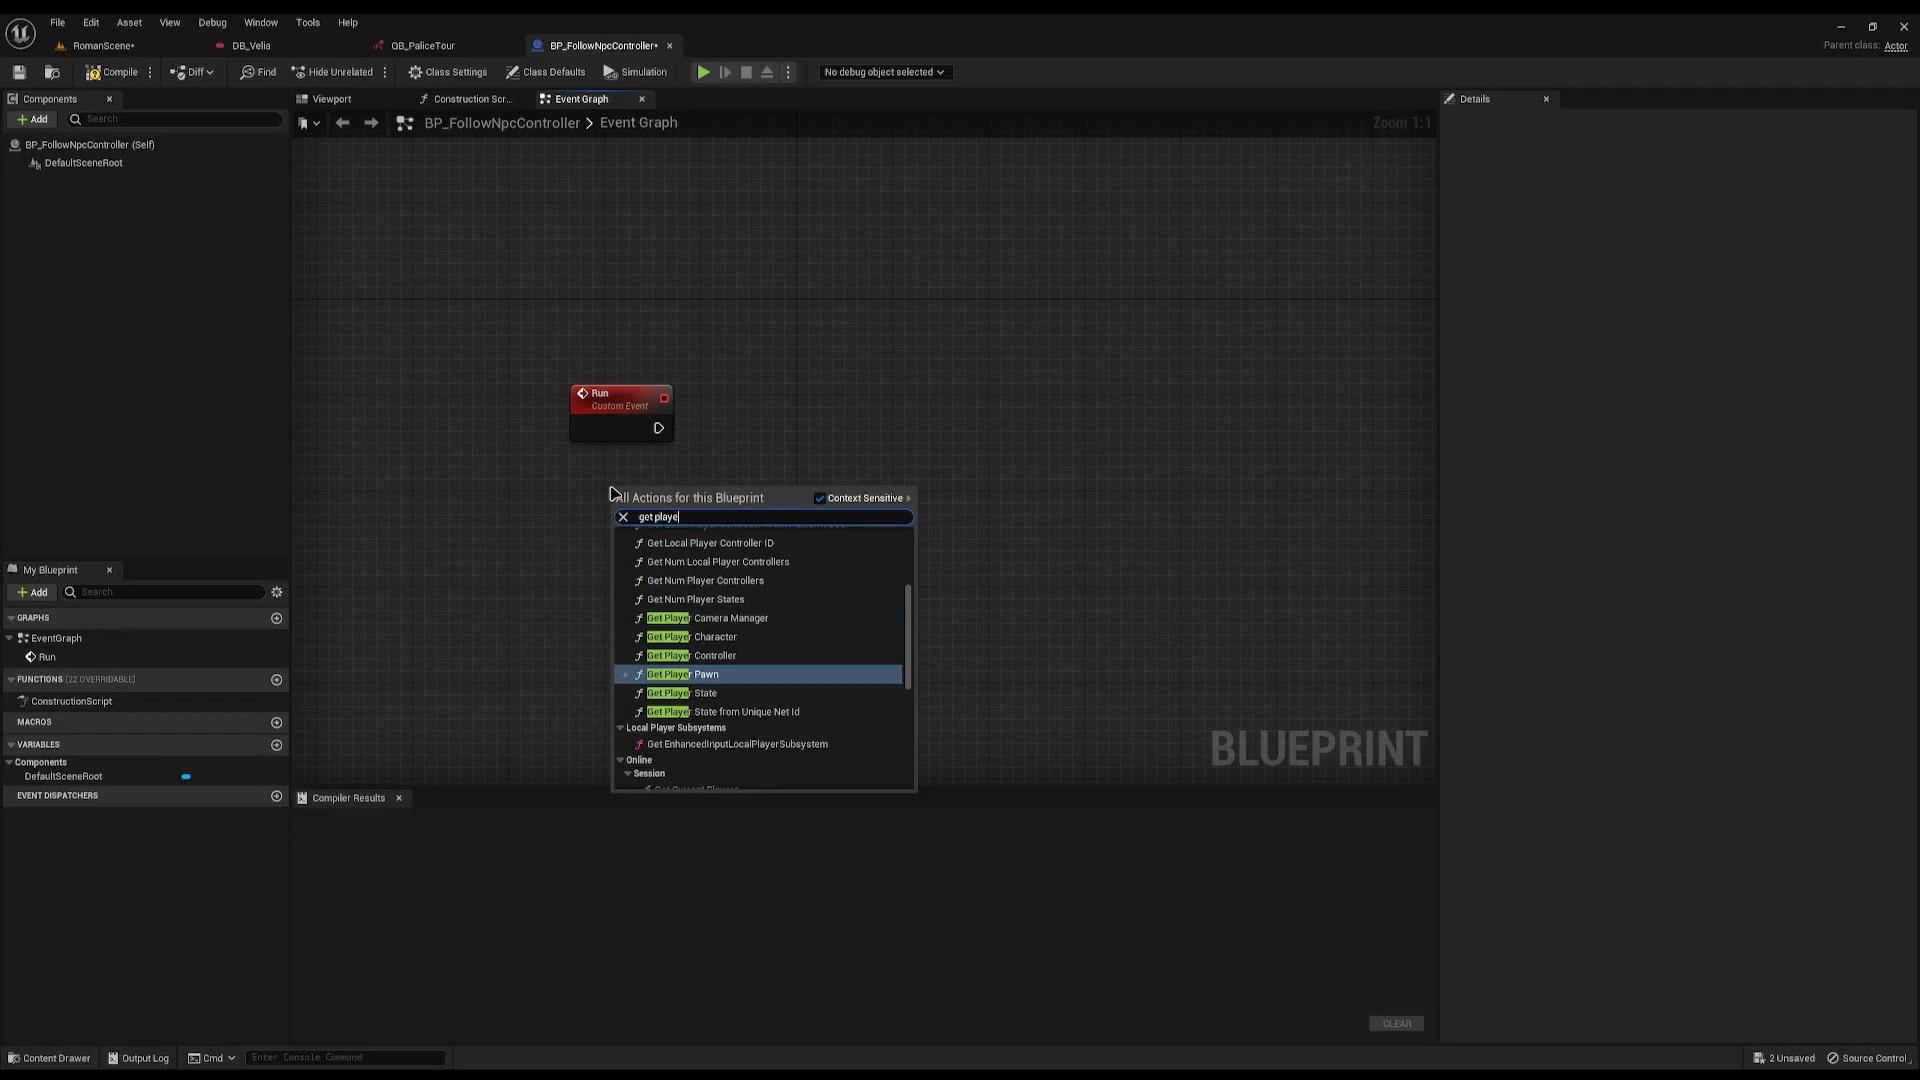 File Edit Asset View Debug Window Tools Help
RomanScene* DB_Velia QB_PaliceTour BP_FollowNpcController*
Parent class: Actor
Compile Diff Find Hide Unrelated Class Settings Class Defaults Simulation No debug object selected
Components
Add Search
BP_FollowNpcController (Self)
DefaultSceneRoot
Viewport Construction Scr... Event Graph
BP_FollowNpcController > Event Graph
Zoom 1:1
Details
Run
Custom Event
All Actions for this Blueprint Context Sensitive
get playe
Get Local Player Controller ID
Get Num Local Player Controllers
Get Num Player Controllers
Get Num Player States
Get Player Camera Manager
Get Player Character
Get Player Controller
Get Player Pawn
Get Player State
Get Player State from Unique Net Id
Local Player Subsystems
Get EnhancedInputLocalPlayerSubsystem
Online
Session
BLUEPRINT
My Blueprint
Add Search
GRAPHS
EventGraph
Run
FUNCTIONS (22 OVERRIDABLE)
ConstructionScript
MACROS
VARIABLES
Components
DefaultSceneRoot
EVENT DISPATCHERS
Compiler Results
CLEAR
Content Drawer Output Log Cmd Enter Console Command
2 Unsaved Source Control